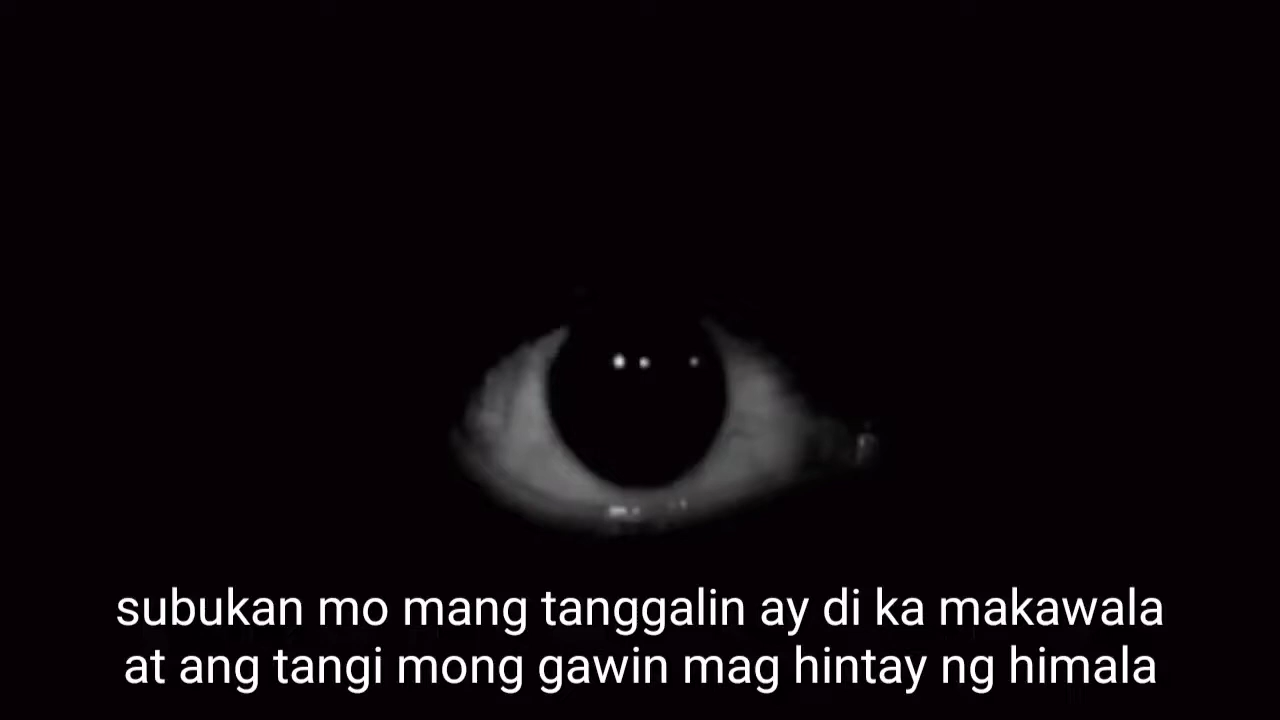 subukan mo mang tanggalin ay di ka makawala
at ang tangi mong gawin mag hintay ng himala